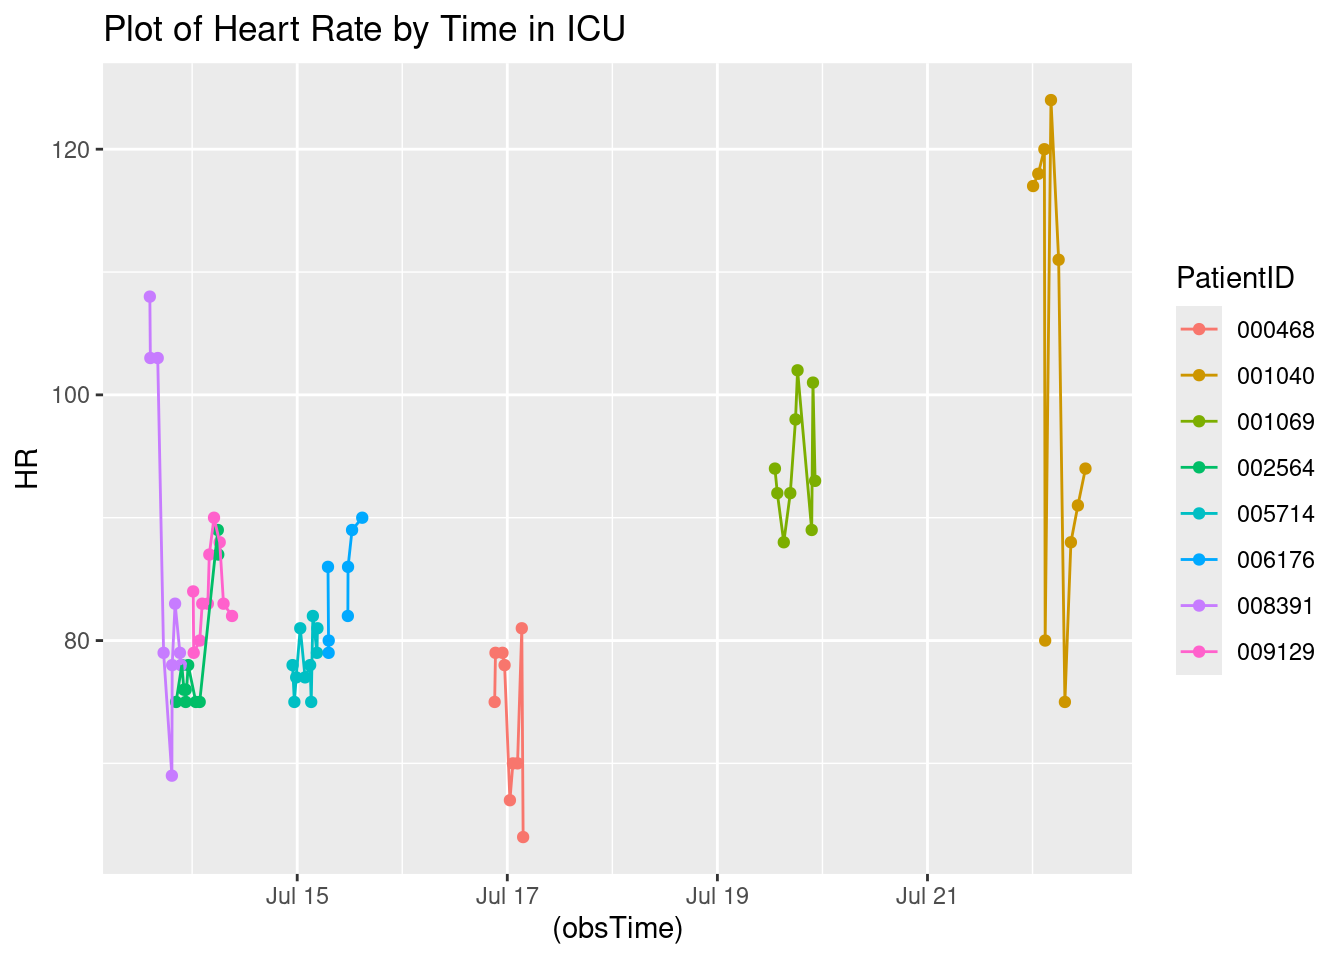 Plot of Heart Rate by Time in ICU
120
100
80
HR
Jul 15
Jul 17
Jul 19
Jul 21
(obsTime)
PatientID
000468
001040
001069
002564
005714
006176
008391
009129